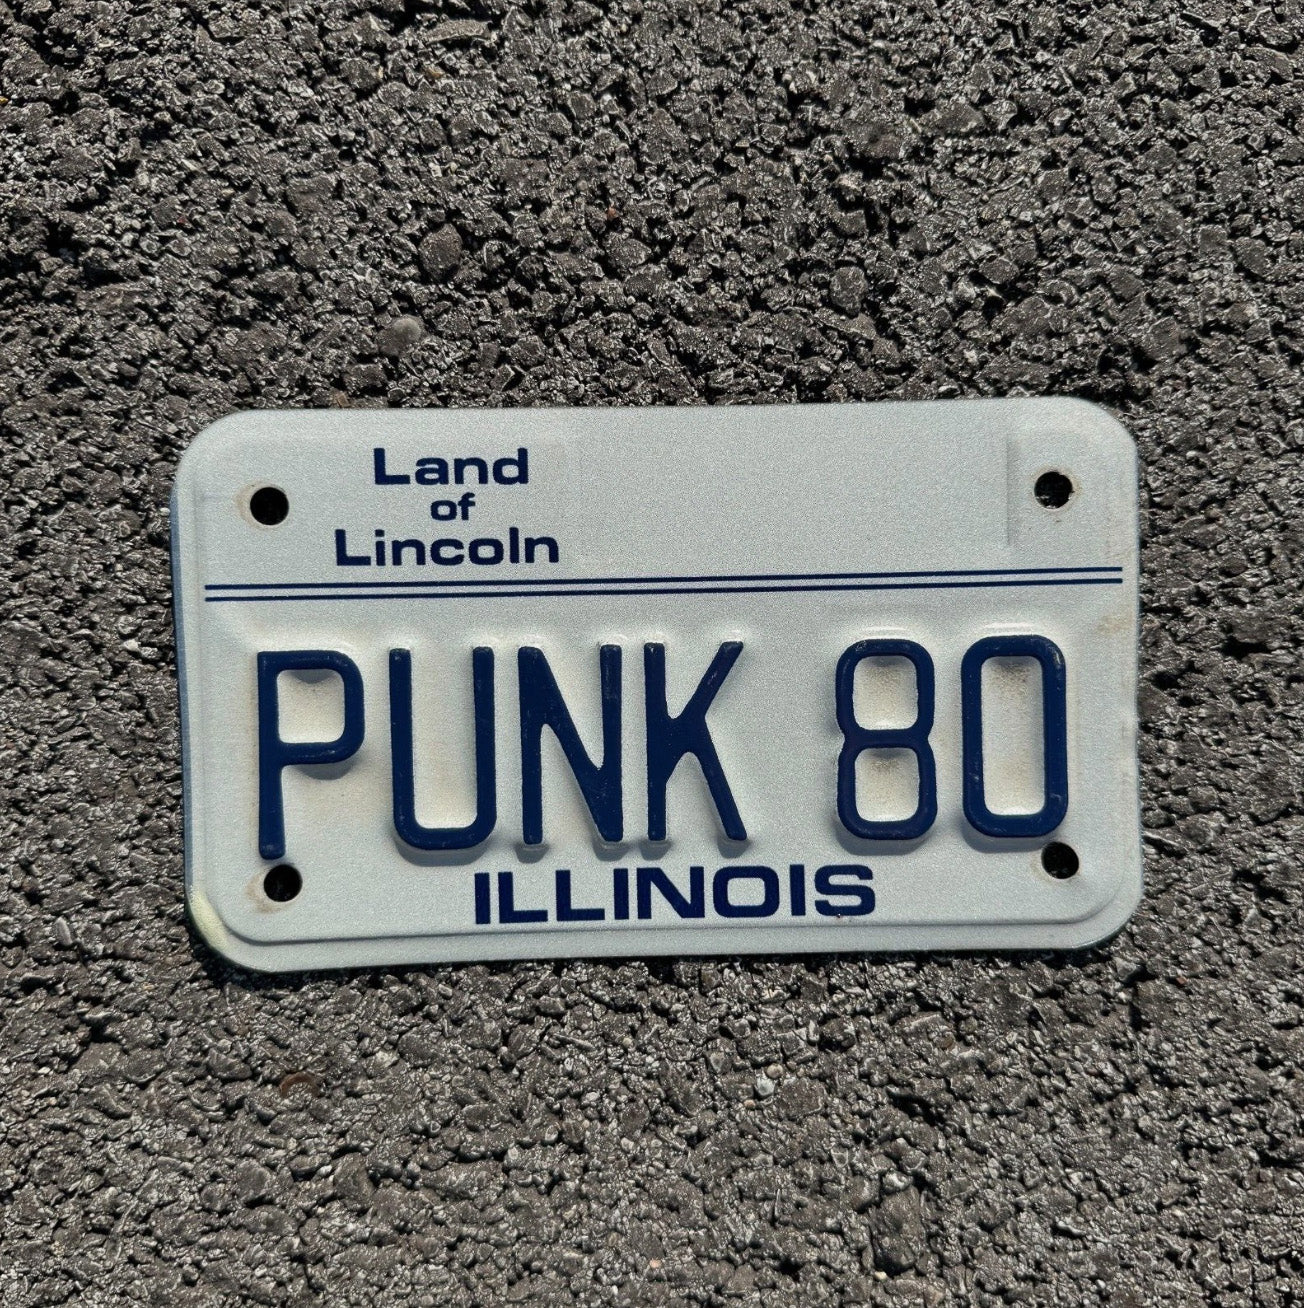 Land
of
Lincoln
PUNK 80
ILLINOIS